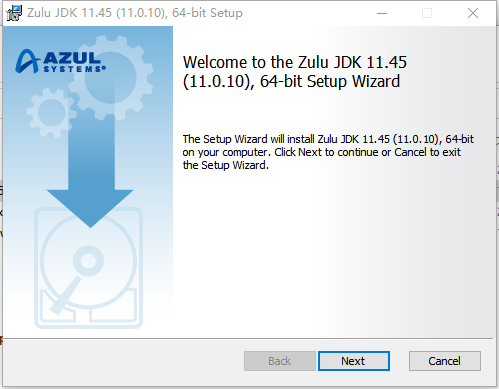 Zulu JDK 11.45 (11.0.10), 64-bit Setup
AZUL
SYSTEMS®
Welcome to the Zulu JDK 11.45
(11.0.10), 64-bit Setup Wizard
The Setup Wizard will install Zulu JDK 11.45 (11.0.10), 64-bit
on your computer. Click Next to continue or Cancel to exit
the Setup Wizard.
Back
Next
Cancel